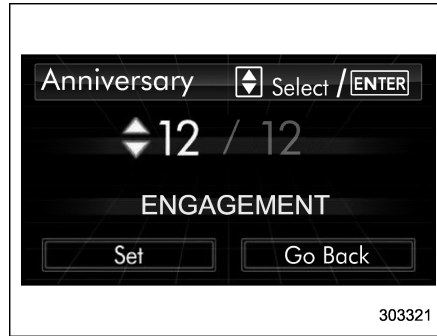 Anniversary Select / ENTER
12 / 12
ENGAGEMENT
Set Go Back
303321